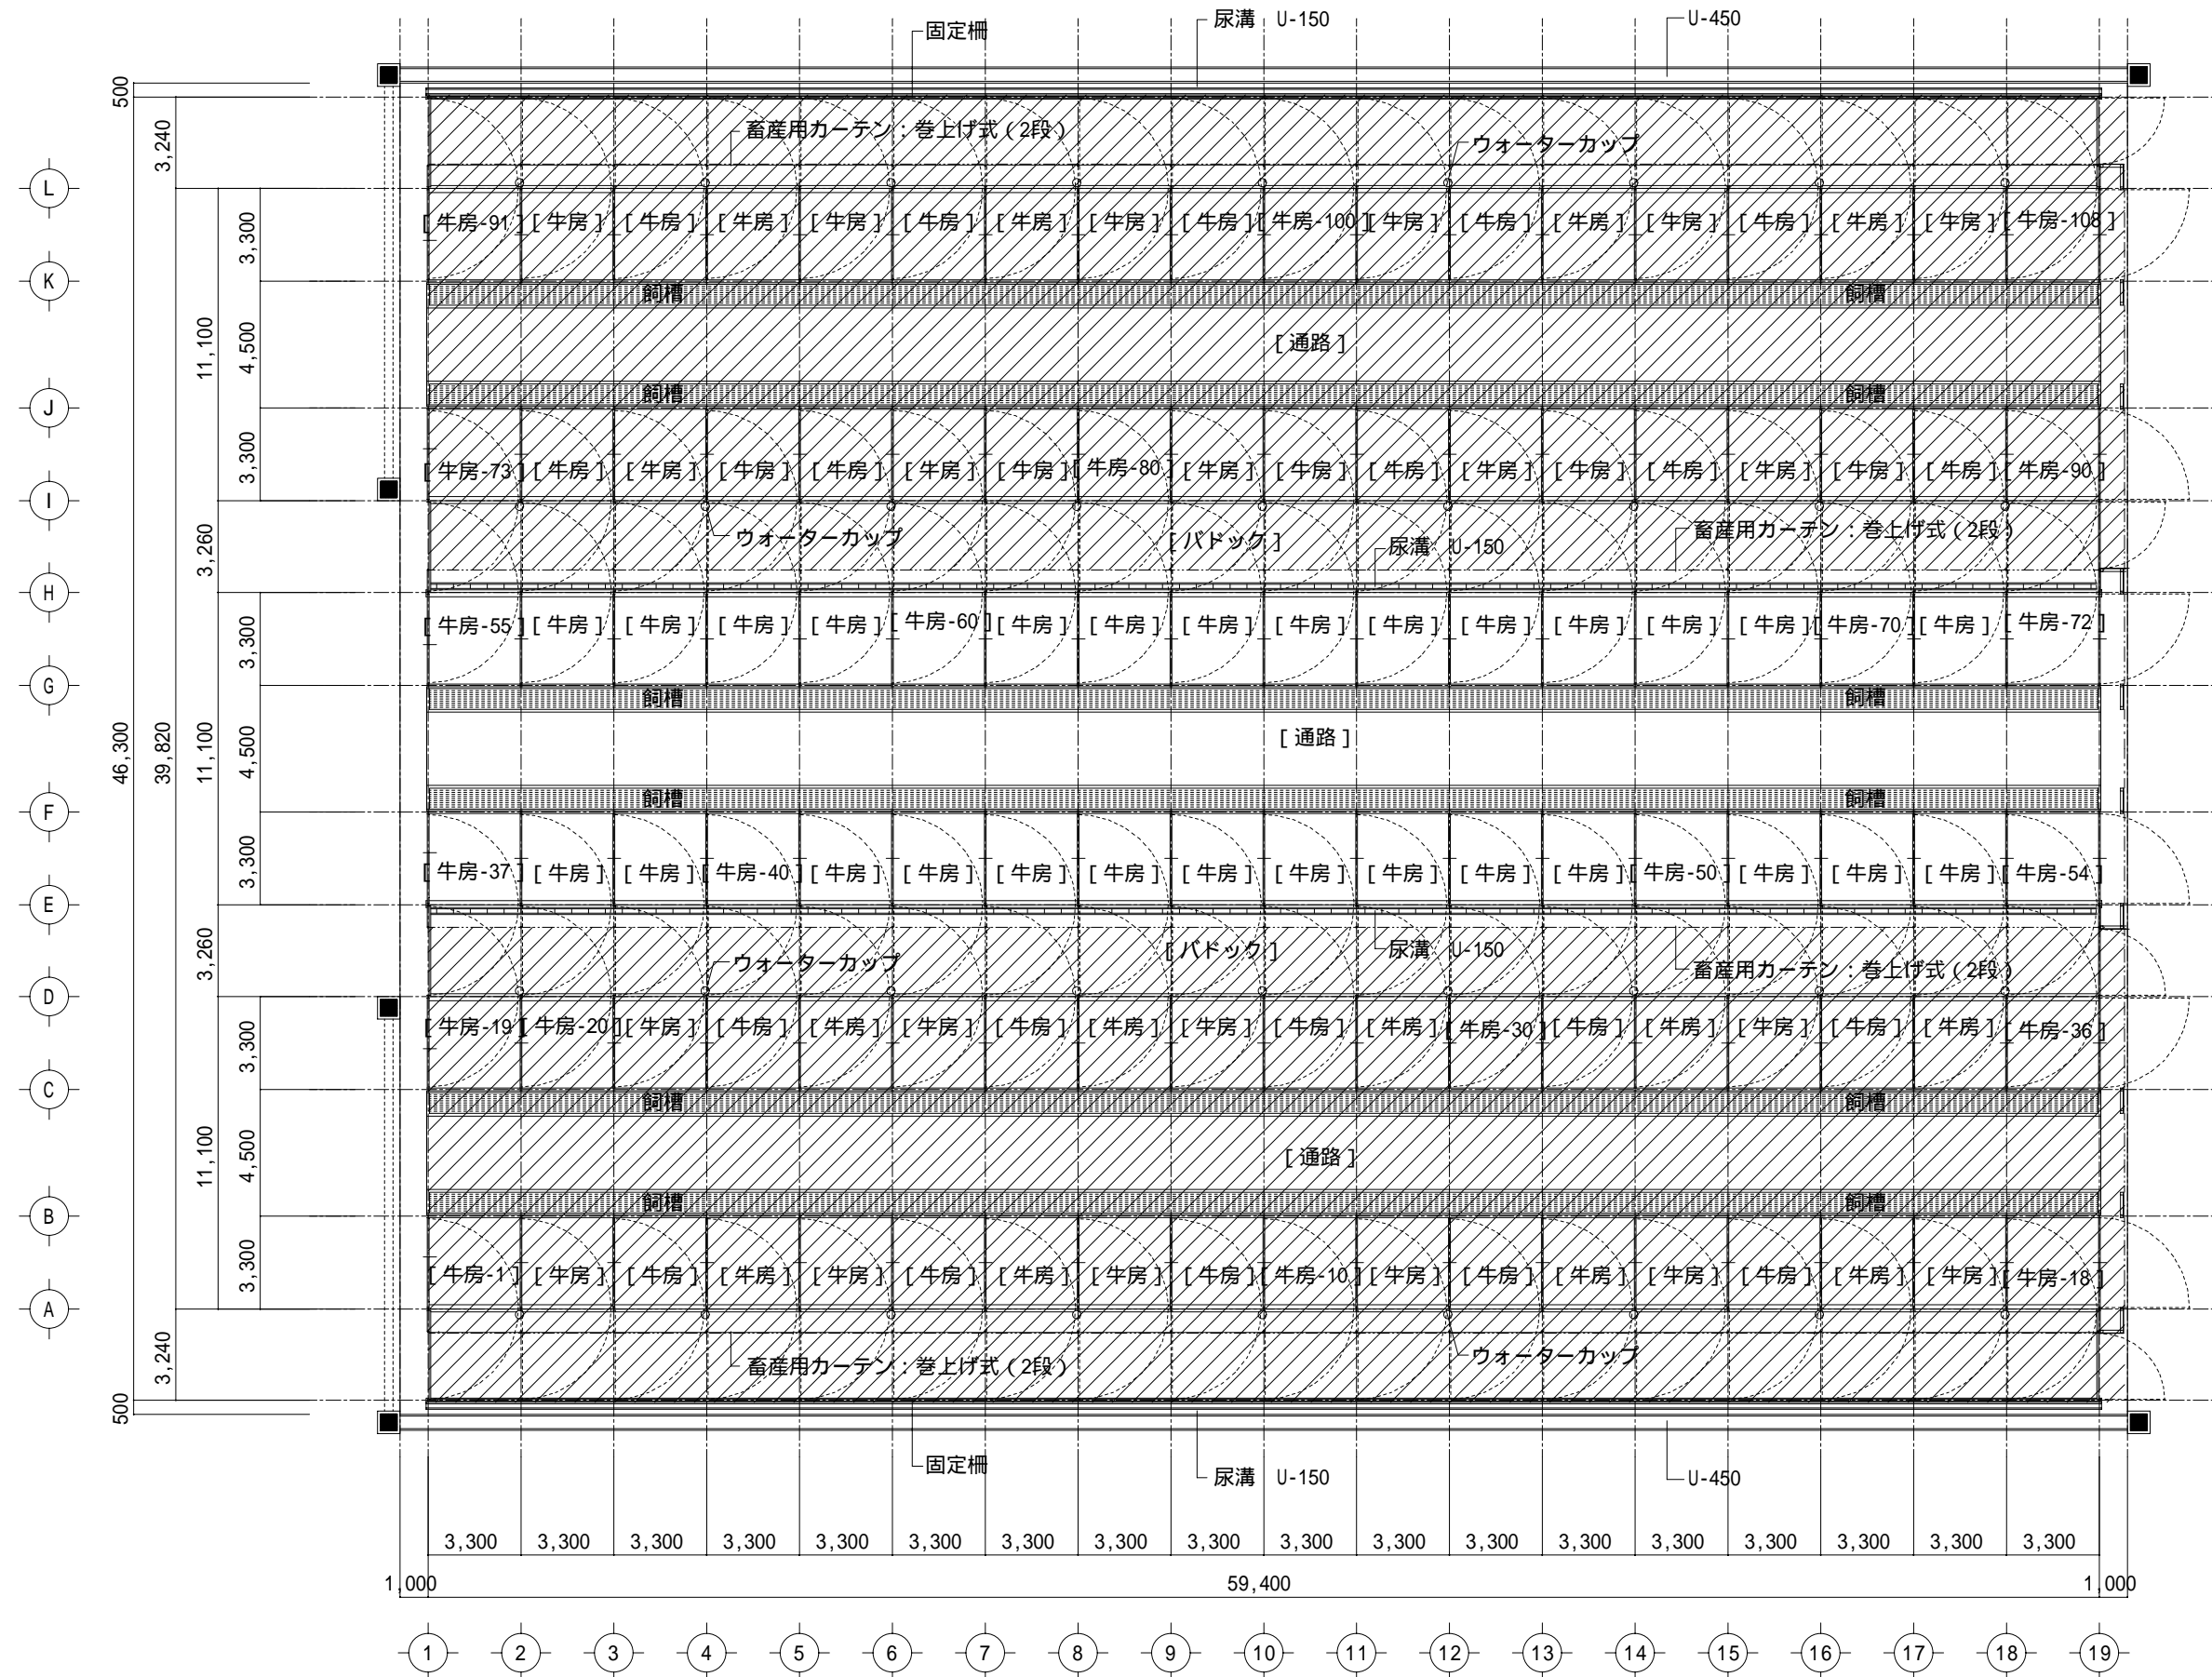 尿溝 U-150
U-450
固定柵
500
3,240
畜産用カーテン：巻上げ式（2段）
ウォーターカップ
L
[ 牛房-91 ] [ 牛房 ] [ 牛房 ] [ 牛房 ] [ 牛房 ] [ 牛房 ] [ 牛房 ] [ 牛房 ] [ 牛房 ] [ 牛房-100 ] [ 牛房 ] [ 牛房 ] [ 牛房 ] [ 牛房 ] [ 牛房 ] [ 牛房 ] [ 牛房 ] [ 牛房-108 ]
3,300
K
飼槽 飼槽
11,100
4,500
[ 通路 ]
飼槽 飼槽
J
3,300
[ 牛房-73 ] [ 牛房 ] [ 牛房 ] [ 牛房 ] [ 牛房 ] [ 牛房 ] [ 牛房 ] [ 牛房-80 ] [ 牛房 ] [ 牛房 ] [ 牛房 ] [ 牛房 ] [ 牛房 ] [ 牛房 ] [ 牛房 ] [ 牛房 ] [ 牛房 ] [ 牛房-90 ]
I
3,260
ウォーターカップ
[ パドック ]
尿溝 U-150
畜産用カーテン：巻上げ式（2段）
H
[ 牛房-55 ] [ 牛房 ] [ 牛房 ] [ 牛房 ] [ 牛房 ] [ 牛房-60 ] [ 牛房 ] [ 牛房 ] [ 牛房 ] [ 牛房 ] [ 牛房 ] [ 牛房 ] [ 牛房 ] [ 牛房 ] [ 牛房 ] [ 牛房-70 ] [ 牛房 ] [ 牛房-72 ]
3,300
G
飼槽 飼槽
46,300
39,820
11,100
4,500
[ 通路 ]
飼槽 飼槽
F
3,300
[ 牛房-37 ] [ 牛房 ] [ 牛房 ] [ 牛房-40 ] [ 牛房 ] [ 牛房 ] [ 牛房 ] [ 牛房 ] [ 牛房 ] [ 牛房 ] [ 牛房 ] [ 牛房 ] [ 牛房 ] [ 牛房-50 ] [ 牛房 ] [ 牛房 ] [ 牛房 ] [ 牛房-54 ]
E
3,260
ウォーターカップ
[ パドック ]
尿溝 U-150
畜産用カーテン：巻上げ式（2段）
D
[ 牛房-19 ] [ 牛房-20 ] [ 牛房 ] [ 牛房 ] [ 牛房 ] [ 牛房 ] [ 牛房 ] [ 牛房 ] [ 牛房 ] [ 牛房 ] [ 牛房 ] [ 牛房-30 ] [ 牛房 ] [ 牛房 ] [ 牛房 ] [ 牛房 ] [ 牛房 ] [ 牛房-36 ]
3,300
C
飼槽 飼槽
11,100
4,500
[ 通路 ]
飼槽 飼槽
B
3,300
[ 牛房-1 ] [ 牛房 ] [ 牛房 ] [ 牛房 ] [ 牛房 ] [ 牛房 ] [ 牛房 ] [ 牛房 ] [ 牛房 ] [ 牛房-10 ] [ 牛房 ] [ 牛房 ] [ 牛房 ] [ 牛房 ] [ 牛房 ] [ 牛房 ] [ 牛房 ] [ 牛房-18 ]
A
3,240
畜産用カーテン：巻上げ式（2段）
ウォーターカップ
500
固定柵
尿溝 U-150
U-450
3,300 3,300 3,300 3,300 3,300 3,300 3,300 3,300 3,300 3,300 3,300 3,300 3,300 3,300 3,300 3,300 3,300 3,300
1,000 59,400 1,000
1 2 3 4 5 6 7 8 9 10 11 12 13 14 15 16 17 18 19